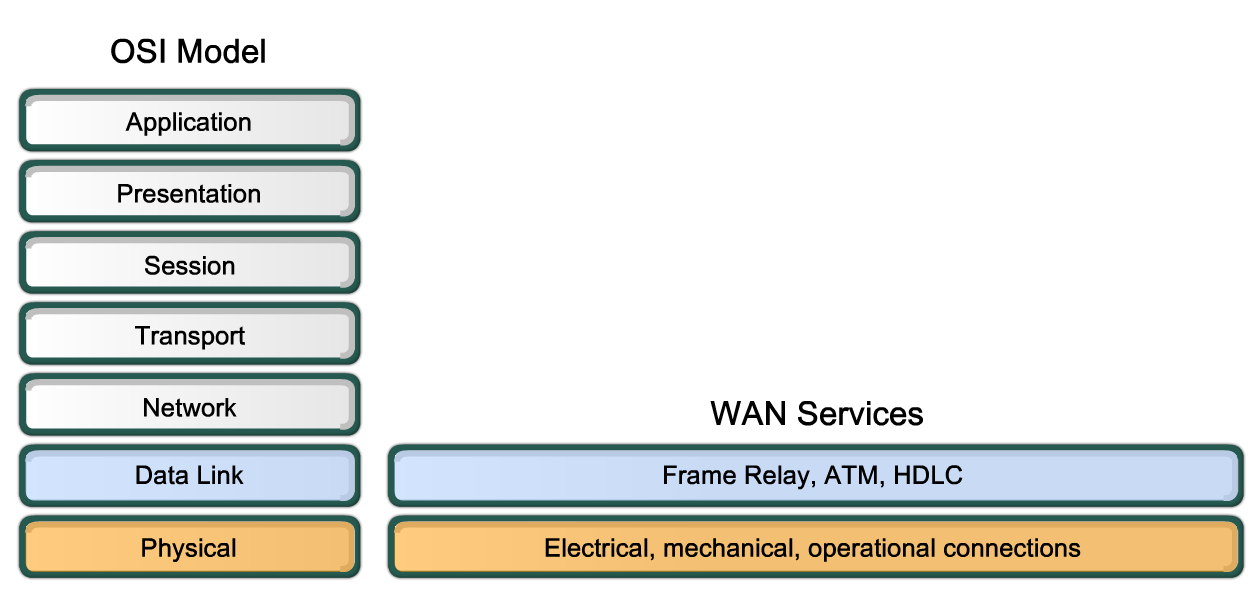 OSI Model
Application
Presentation
Session
Transport
Network
WAN Services
Data Link
Frame Relay, ATM, HDLC
Physical
Electrical, mechanical, operational connections